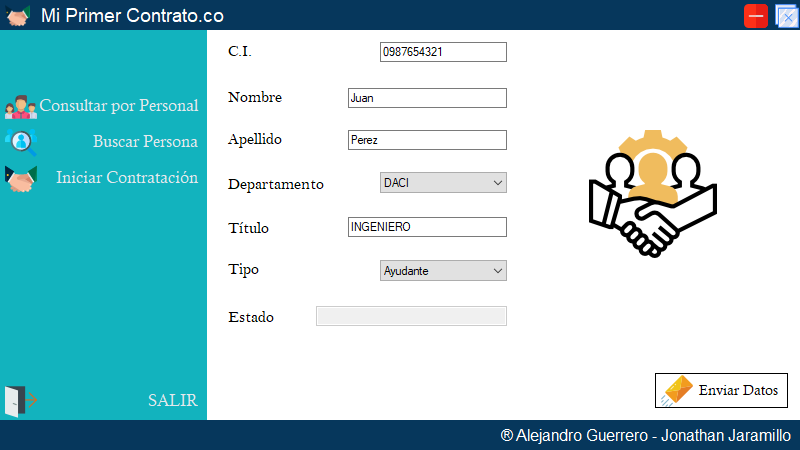 Mi Primer Contrato.co
Consultar por Personal
Buscar Persona
Iniciar Contratación
SALIR
C.I.
0987654321
Nombre
Juan
Apellido
Perez
Departamento
DACI
Título
INGENIERO
Tipo
Ayudante
Estado
Enviar Datos
® Alejandro Guerrero - Jonathan Jaramillo